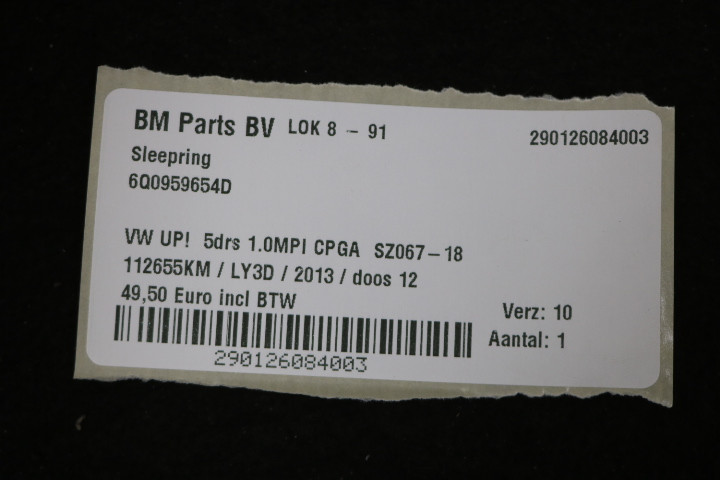 BM Parts BV LOK 8 - 91 290126084003
Sleepring
6Q0959654D
VW UP! 5drs 1.0MPI CPGA SZ067-18
112655KM / LY3D / 2013 / doos 12
49,50 Euro incl BTW
Verz: 10
Aantal: 1
290126084003